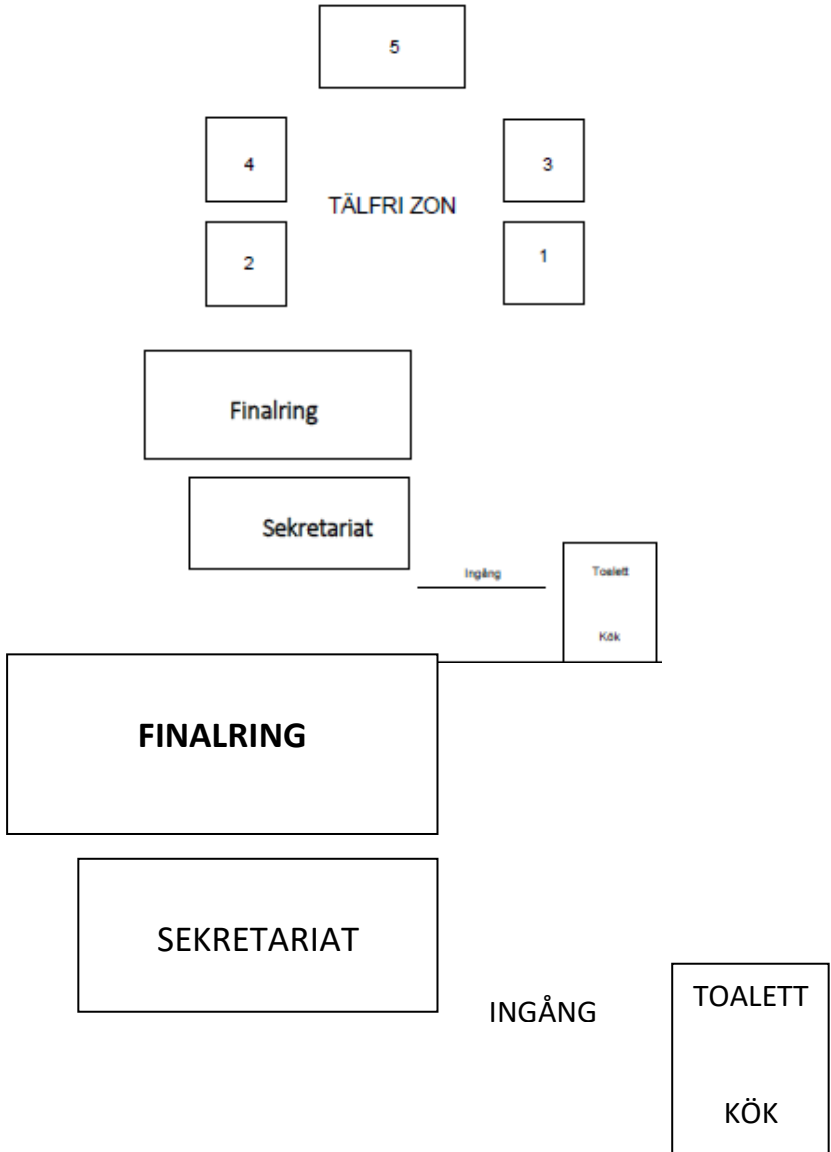 5
4
3
TÄLFRI ZON
2
1
Finalring
Sekretariat
Ingång
Toalett
Kök
FINALRING
SEKRETARIAT
INGÅNG
TOALETT
KÖK